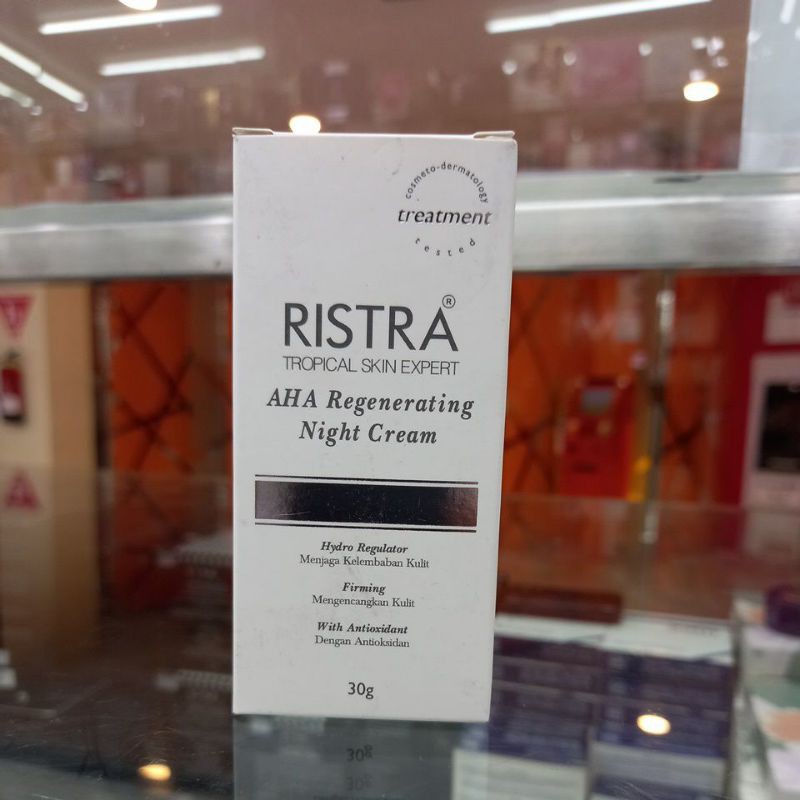 cosmeto-dermatology
treatment
tested
RISTRA®
TROPICAL SKIN EXPERT
AHA Regenerating
Night Cream
Hydro Regulator
Menjaga Kelembaban Kulit
Firming
Mengencangkan Kulit
With Antioxidant
Dengan Antioksidan
30g